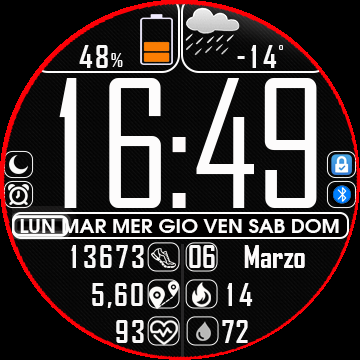 48% -14°
16:49
LUN MAR MER GIO VEN SAB DOM
13673 06 Marzo
5,60 14
93 72